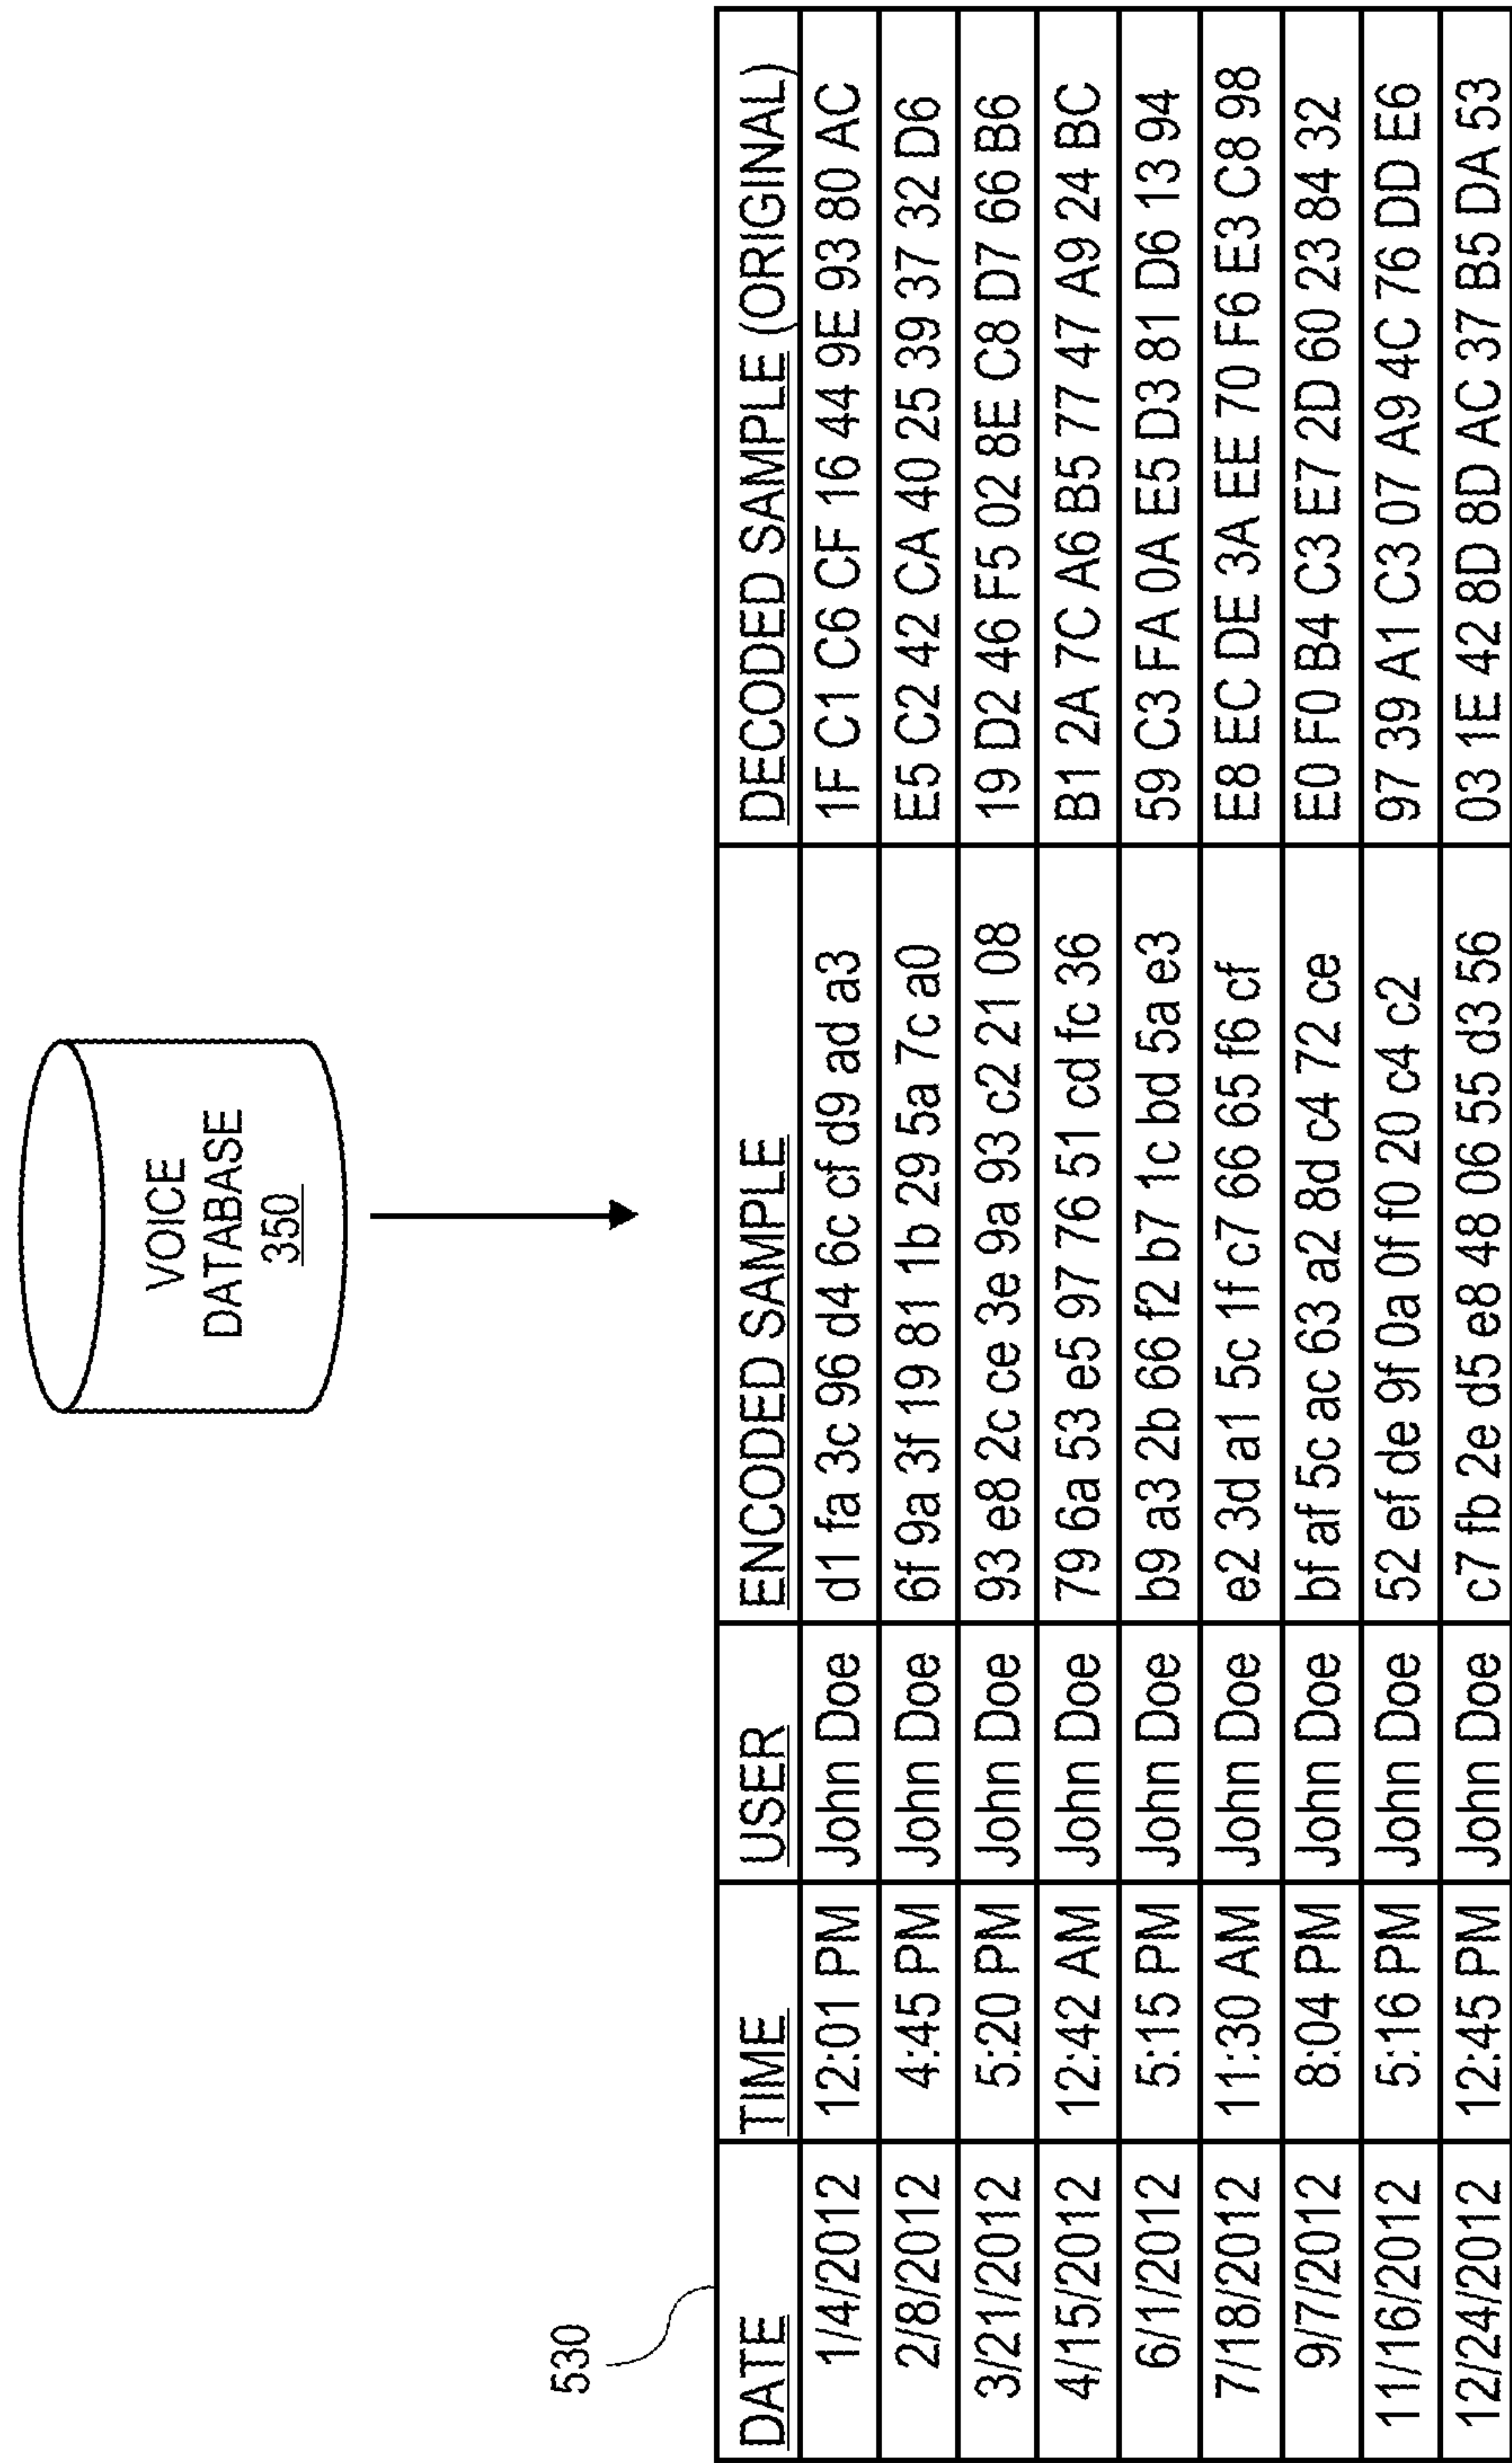 VOICE
DATABASE
350
530
DATE TIME USER ENCODED SAMPLE DECODED SAMPLE (ORIGINAL)
1/4/2012 12:01 PM John Doe d1 fa 3c 96 d4 6c cf d9 ad a3 1F C1 C6 CF 16 44 9E 93 80 AC
2/8/2012 4:45 PM John Doe 6f 9a 3f 19 81 1b 29 5a 7c a0 E5 C2 42 CA 40 25 39 37 32 D6
3/21/2012 5:20 PM John Doe 93 e8 2c ce 3e 9a 93 c2 21 08 19 D2 46 F5 02 8E C8 D7 66 B6
4/15/2012 12:42 AM John Doe 79 6a 53 e5 97 76 51 cd fc 36 B1 2A 7C A6 B5 77 47 A9 24 BC
6/1/2012 5:15 PM John Doe b9 a3 2b 66 f2 b7 1c bd 5a e3 59 C3 FA 0A E5 D3 81 D6 13 94
7/18/2012 11:30 AM John Doe e2 3d a1 5c 1f c7 66 65 f6 cf E8 EC DE 3A EE 70 F6 E3 C8 98
9/7/2012 8:04 PM John Doe bf af 5c ac 63 a2 8d c4 72 ce E0 F0 B4 C3 E7 2D 60 23 84 32
11/16/2012 5:16 PM John Doe 52 ef de 9f 0a 0f f0 20 c4 c2 97 39 A1 C3 07 A9 4C 76 DD E6
12/24/2012 12:45 PM John Doe c7 fb 2e d5 e8 48 06 55 d3 56 03 1E 42 8D 8D AC 37 B5 DA 53